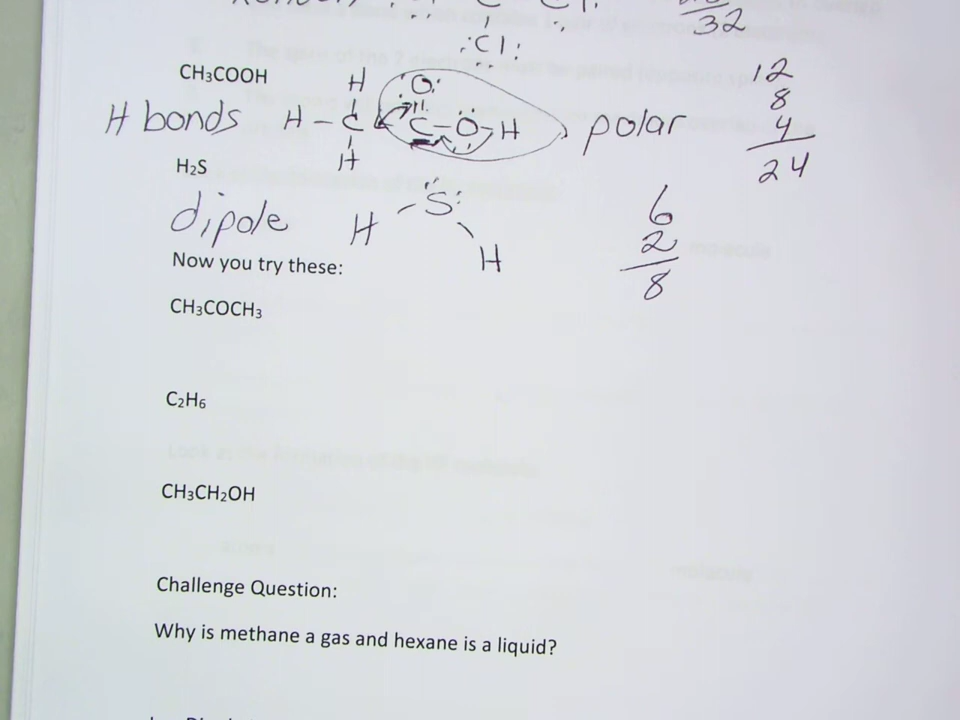 32
Cl
CH₃COOH
H
O
12
8
4
24
H bonds
H – C C – O H polar
H
H₂S
dipole
S
H
H
6
2
8
Now you try these:
CH₃COCH₃
C₂H₆
CH₃CH₂OH
Challenge Question:
Why is methane a gas and hexane is a liquid?